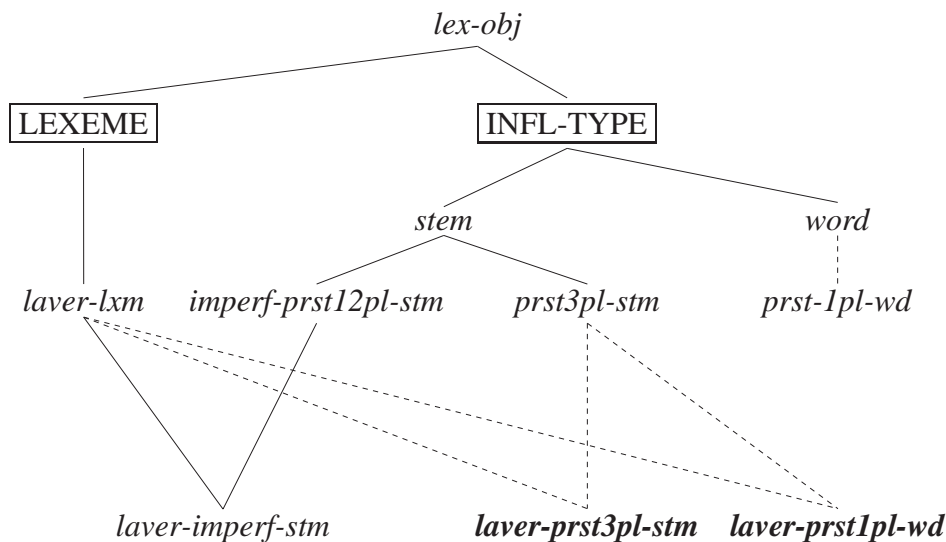 lex-obj
LEXEME INFL-TYPE
stem word
laver-lxm imperf-prst12pl-stm prst3pl-stm prst-1pl-wd
laver-imperf-stm laver-prst3pl-stm laver-prst1pl-wd